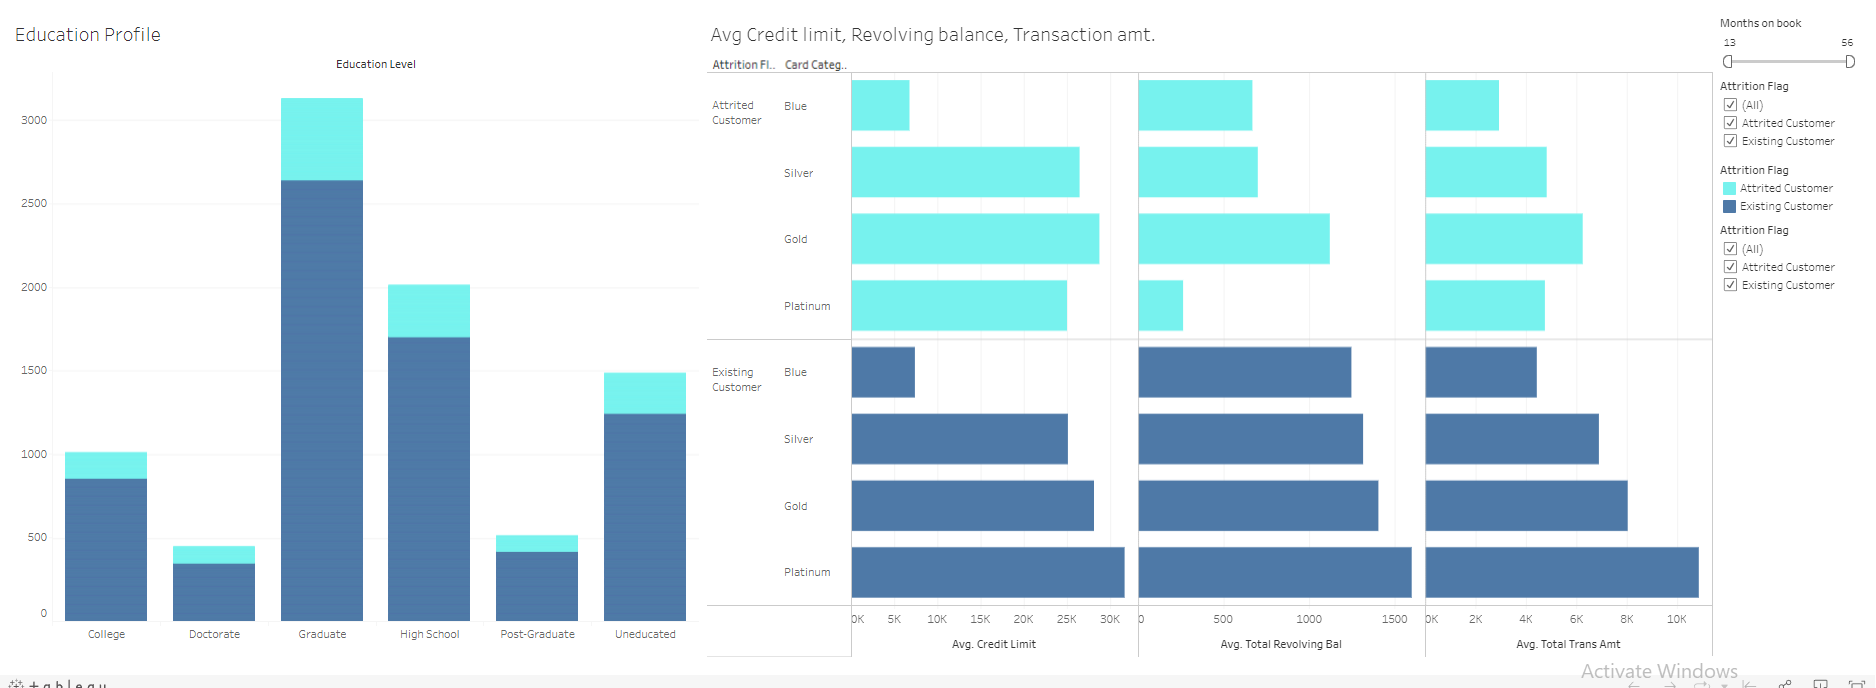 Education Profile
Education Level
3000
2500
2000
1500
1000
500
0
College
Doctorate
Graduate
High School
Post-Graduate
Uneducated
Avg Credit limit, Revolving balance, Transaction amt.
Attrition Fl.. Card Categ..
Attrited
Customer
Blue
Silver
Gold
Platinum
Existing
Customer
Blue
Silver
Gold
Platinum
0K 5K 10K 15K 20K 25K 30K
Avg. Credit Limit
0 500 1000 1500
Avg. Total Revolving Bal
0K 2K 4K 6K 8K 10K
Avg. Total Trans Amt
Months on book
13 56
Attrition Flag
(All)
Attrited Customer
Existing Customer
Attrition Flag
Attrited Customer
Existing Customer
Attrition Flag
(All)
Attrited Customer
Existing Customer
Activate Windows
+ a b l e a u